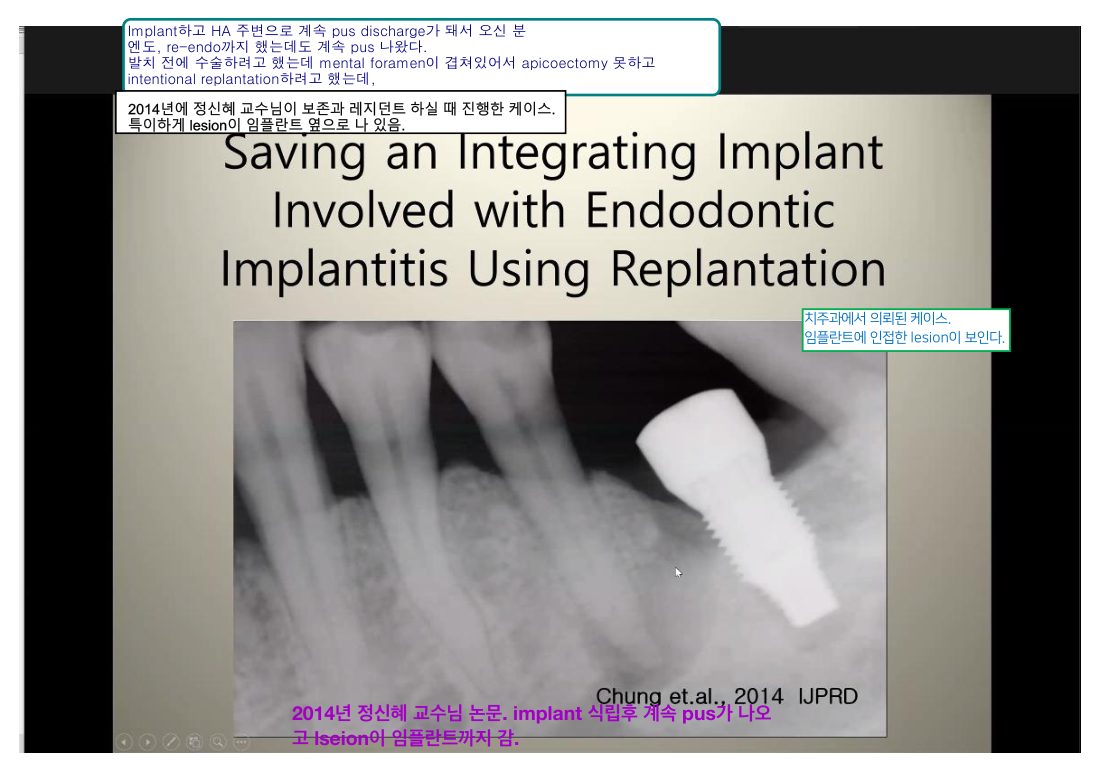 Implant하고 HA 주변으로 계속 pus discharge가 돼서 오신 분
엔도, re-endo까지 했는데도 계속 pus 나왔다.
발치 전에 수술하려고 했는데 mental foramen이 겹쳐있어서 apicoectomy 못하고
intentional replantation하려고 했는데,
2014년에 정신혜 교수님이 보존과 레지던트 하실 때 진행한 케이스.
특이하게 lesion이 임플란트 옆으로 나 있음.
Saving an Integrating Implant
Involved with Endodontic
Implantitis Using Replantation
치주과에서 의뢰된 케이스.
임플란트에 인접한 lesion이 보인다.
Chung et.al., 2014 IJPRD
2014년 정신혜 교수님 논문. implant 식립후 계속 pus가 나오
고 lseion이 임플란트까지 감.